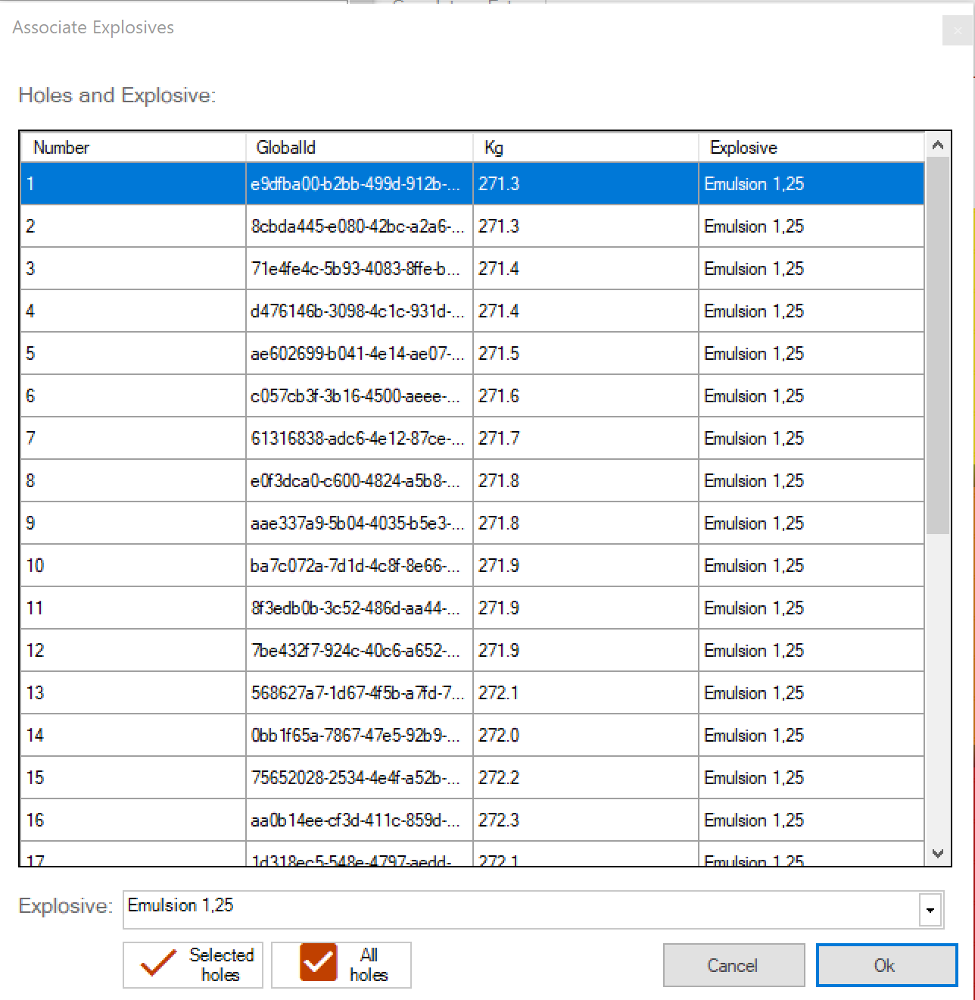 Associate Explosives
Holes and Explosive:
Number GlobalId Kg Explosive
1 e9dfba00-b2bb-499d-912b-... 271.3 Emulsion 1,25
2 8cbda445-e080-42bc-a2a6-... 271.3 Emulsion 1,25
3 71e4fe4c-5b93-4083-8ffe-b... 271.4 Emulsion 1,25
4 d476146b-3098-4c1c-931d-... 271.4 Emulsion 1,25
5 ae602699-b041-4e14-ae07-... 271.5 Emulsion 1,25
6 c057cb3f-3b16-4500-aeee-... 271.6 Emulsion 1,25
7 61316838-adc6-4e12-87ce-... 271.7 Emulsion 1,25
8 e0f3dca0-c600-4824-a5b8-... 271.8 Emulsion 1,25
9 aae337a9-5b04-4035-b5e3-... 271.8 Emulsion 1,25
10 ba7c072a-7d1d-4c8f-8e66-... 271.9 Emulsion 1,25
11 8f3edb0b-3c52-486d-aa44-... 271.9 Emulsion 1,25
12 7be432f7-924c-40c6-a652-... 271.9 Emulsion 1,25
13 568627a7-1d67-4f5b-a7fd-7... 272.1 Emulsion 1,25
14 0bb1f65a-7867-47e5-92b9-... 272.0 Emulsion 1,25
15 75652028-2534-4e4f-a52b-... 272.2 Emulsion 1,25
16 aa0b14ee-cf3d-411c-859d-... 272.3 Emulsion 1,25
17 1d318ec5-548e-4797-aedd-... 272.1 Emulsion 1,25
Explosive: Emulsion 1,25
Selected holes All holes Cancel Ok